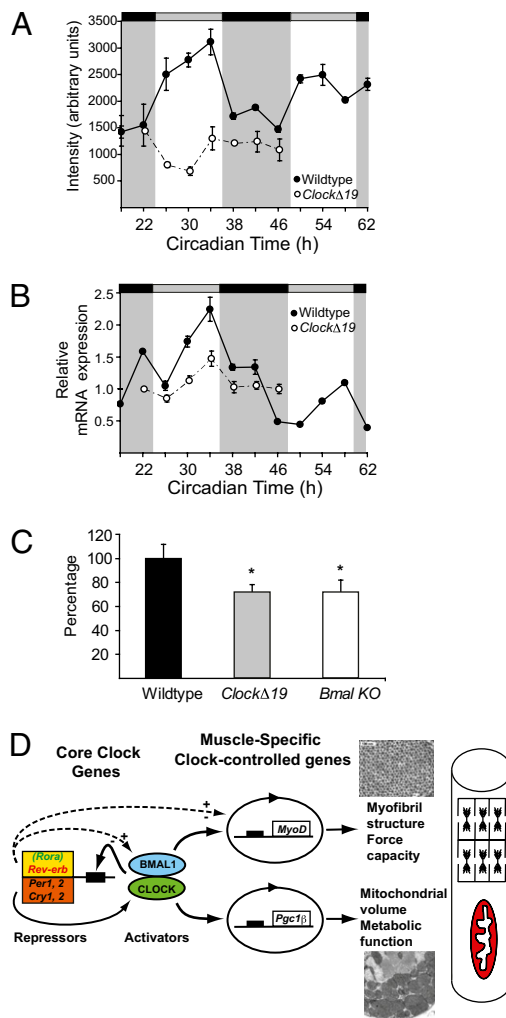 A
Intensity (arbitrary units)
3500
3000
2500
2000
1500
1000
500
Wildtype
ClockΔ19
22 30 38 46 54 62
Circadian Time (h)
B
Relative
mRNA expression
2.5
2.0
1.5
1.0
0.5
Wildtype
ClockΔ19
22 30 38 46 54 62
Circadian Time (h)
C
Percentage
120
100
80
60
40
20
* *
Wildtype ClockΔ19 Bmal KO
D
Core Clock
Genes
Muscle-Specific
Clock-controlled genes
+
-
+
-
(Rora)
Rev-erb
Per1, 2
Cry1, 2
BMAL1
CLOCK
MyoD
Pgc1β
Repressors Activators
Myofibril
structure
Force
capacity
Mitochondrial
volume
Metabolic
function